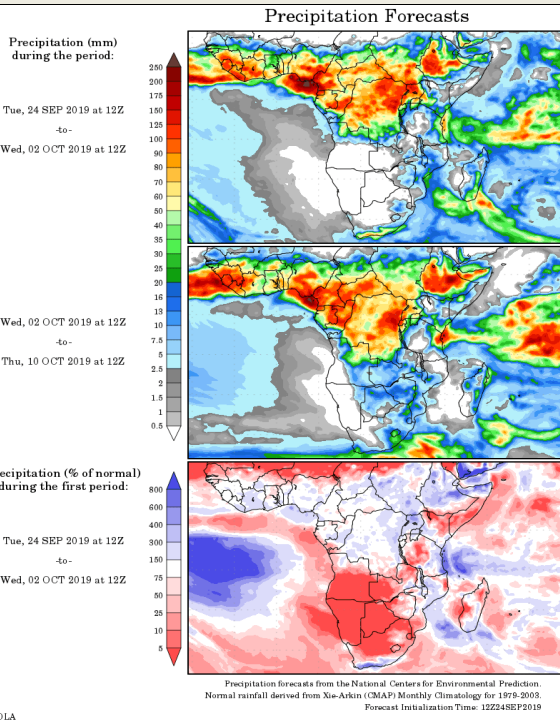 Precipitation Forecasts
Precipitation (mm)
during the period:
Tue, 24 SEP 2019 at 12Z
-to-
Wed, 02 OCT 2019 at 12Z
250
200
175
150
125
100
90
80
70
60
50
40
35
30
25
20
16
13
10
7.5
5
2.5
2
1.5
1
0.5
Wed, 02 OCT 2019 at 12Z
-to-
Thu, 10 OCT 2019 at 12Z
ecipitation (% of normal)
during the first period:
Tue, 24 SEP 2019 at 12Z
-to-
Wed, 02 OCT 2019 at 12Z
800
600
400
300
150
75
50
25
10
5
Precipitation forecasts from the National Centers for Environmental Prediction.
Normal rainfall derived from Xie-Arkin (CMAP) Monthly Climatology for 1979-2003.
Forecast Initialization Time: 12Z24SEP2019
OLA